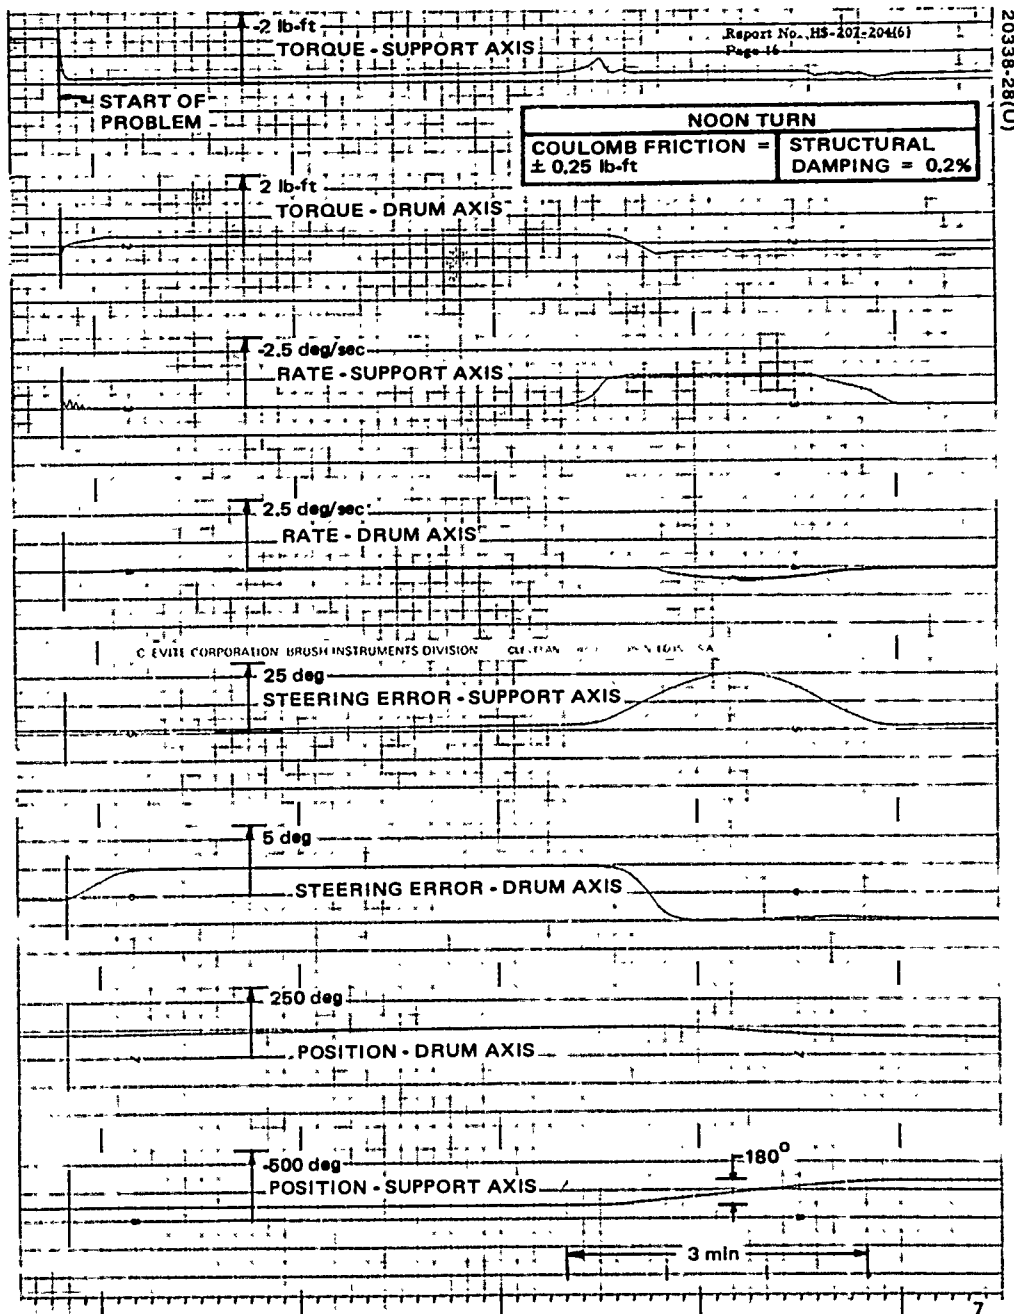 -2 lb-ft
TORQUE - SUPPORT AXIS
Report No. HS-207-204(6)
Page 16
20338-28(U)
START OF
PROBLEM
NOON TURN
COULOMB FRICTION =
± 0.25 lb-ft
STRUCTURAL
DAMPING = 0.2%
2 lb-ft
TORQUE - DRUM AXIS
-2.5 deg/sec
RATE - SUPPORT AXIS
2.5 deg/sec
RATE - DRUM AXIS
CLEVITE CORPORATION BRUSH INSTRUMENTS DIVISION
25 deg
STEERING ERROR - SUPPORT AXIS
5 deg
STEERING ERROR - DRUM AXIS
250 deg
POSITION - DRUM AXIS
-500 deg
POSITION - SUPPORT AXIS
180°
3 min
7